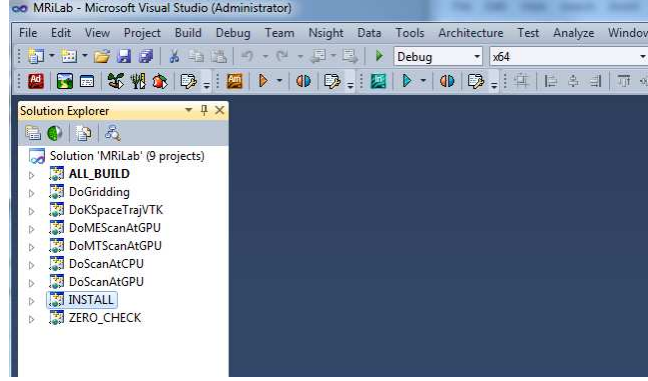 MRiLab - Microsoft Visual Studio (Administrator)
File Edit View Project Build Debug Team Nsight Data Tools Architecture Test Analyze Window
Debug x64
Solution Explorer
Solution 'MRiLab' (9 projects)
ALL_BUILD
DoGridding
DoKSpaceTrajVTK
DoMEScanAtGPU
DoMTScanAtGPU
DoScanAtCPU
DoScanAtGPU
INSTALL
ZERO_CHECK